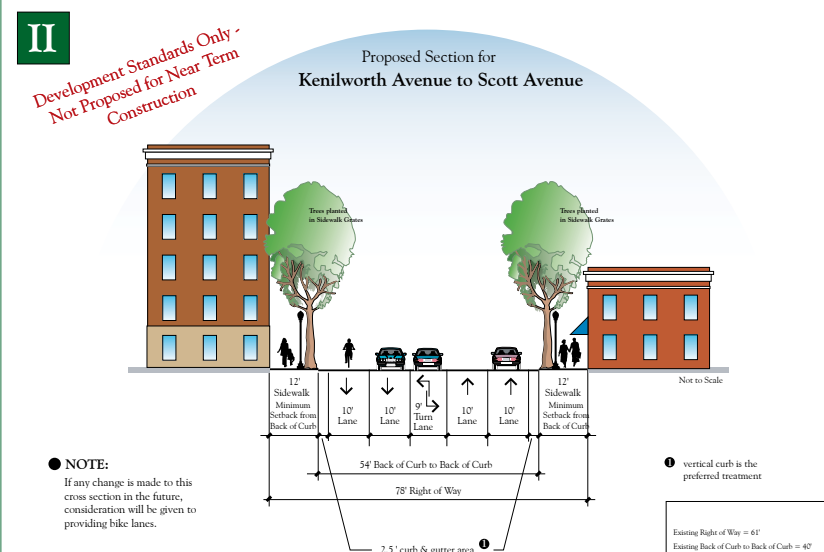 II
Development Standards Only -
Not Proposed for Near Term
Construction
Proposed Section for
Kenilworth Avenue to Scott Avenue
Trees planted
in Sidewalk Grates
Trees planted
in Sidewalk Grates
Not to Scale
12'
Sidewalk
Minimum
Setback from
Back of Curb
10'
Lane
10'
Lane
9'
Turn
Lane
10'
Lane
10'
Lane
12'
Sidewalk
Minimum
Setback from
Back of Curb
54' Back of Curb to Back of Curb
78' Right of Way
● NOTE:
If any change is made to this
cross section in the future,
consideration will be given to
providing bike lanes.
❶ vertical curb is the
preferred treatment
2.5' curb & gutter area ❶
Existing Right of Way = 61'
Existing Back of Curb to Back of Curb = 40'